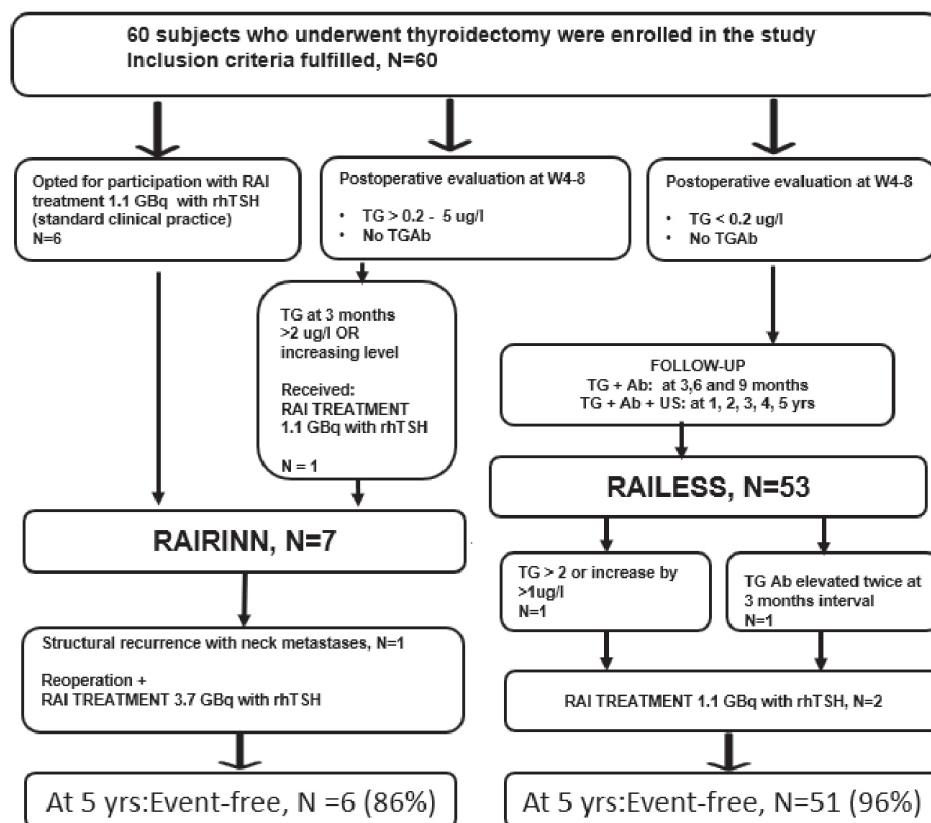 60 subjects who underwent thyroidectomy were enrolled in the study
Inclusion criteria fulfilled, N=60
Opted for participation with RAI
treatment 1.1 GBq with rhTSH
(standard clinical practice)
N=6
Postoperative evaluation at W4-8
• TG > 0.2 - 5 ug/l
• No TGAb
Postoperative evaluation at W4-8
• TG < 0.2 ug/l
• No TGAb
TG at 3 months
>2 ug/l OR
increasing level
Received:
RAI TREATMENT
1.1 GBq with rhTSH
N = 1
FOLLOW-UP
TG + Ab: at 3,6 and 9 months
TG + Ab + US: at 1, 2, 3, 4, 5 yrs
RAIRINN, N=7
RAILESS, N=53
TG > 2 or increase by
>1ug/l
N=1
TG Ab elevated twice at
3 months interval
N=1
Structural recurrence with neck metastases, N=1
Reoperation +
RAI TREATMENT 3.7 GBq with rhTSH
RAI TREATMENT 1.1 GBq with rhTSH, N=2
At 5 yrs:Event-free, N =6 (86%)
At 5 yrs:Event-free, N=51 (96%)